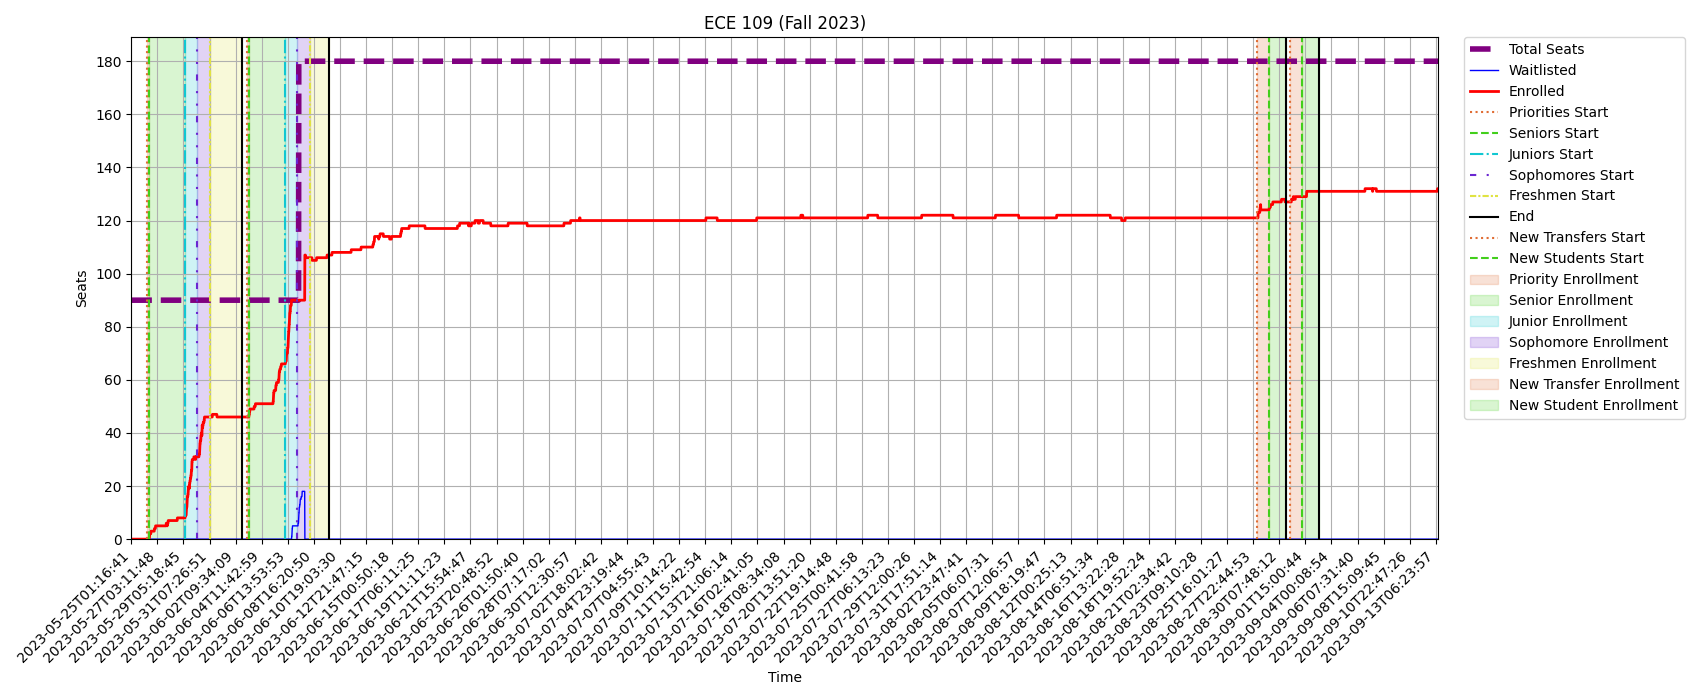 ECE 109 (Fall 2023)
Seats
180
160
140
120
100
80
60
40
20
0
2023-05-25T01:16:41
2023-05-27T03:11:48
2023-05-29T05:18:45
2023-05-31T07:26:51
2023-06-02T09:34:09
2023-06-04T11:42:59
2023-06-06T13:53:53
2023-06-08T16:20:50
2023-06-10T19:03:30
2023-06-12T21:47:15
2023-06-15T00:50:18
2023-06-17T06:11:25
2023-06-19T11:11:23
2023-06-21T15:54:47
2023-06-23T20:48:52
2023-06-26T01:50:40
2023-06-28T07:17:02
2023-06-30T12:30:57
2023-07-02T18:02:42
2023-07-04T23:19:44
2023-07-07T04:55:43
2023-07-09T10:14:22
2023-07-11T15:42:54
2023-07-13T21:06:14
2023-07-16T02:41:05
2023-07-18T08:34:08
2023-07-20T13:51:20
2023-07-22T19:14:48
2023-07-25T00:41:58
2023-07-27T06:13:23
2023-07-29T12:00:26
2023-07-31T17:51:14
2023-08-02T23:47:41
2023-08-05T06:07:31
2023-08-07T12:06:57
2023-08-09T18:19:47
2023-08-12T00:25:13
2023-08-14T06:51:34
2023-08-16T13:22:28
2023-08-18T19:52:24
2023-08-21T02:34:42
2023-08-23T09:10:28
2023-08-25T16:01:27
2023-08-27T22:44:53
2023-08-30T07:48:12
2023-09-01T15:00:44
2023-09-04T00:08:54
2023-09-06T07:31:40
2023-09-08T15:09:45
2023-09-10T22:47:26
2023-09-13T06:23:57
Time
Total Seats
Waitlisted
Enrolled
Priorities Start
Seniors Start
Juniors Start
Sophomores Start
Freshmen Start
End
New Transfers Start
New Students Start
Priority Enrollment
Senior Enrollment
Junior Enrollment
Sophomore Enrollment
Freshmen Enrollment
New Transfer Enrollment
New Student Enrollment